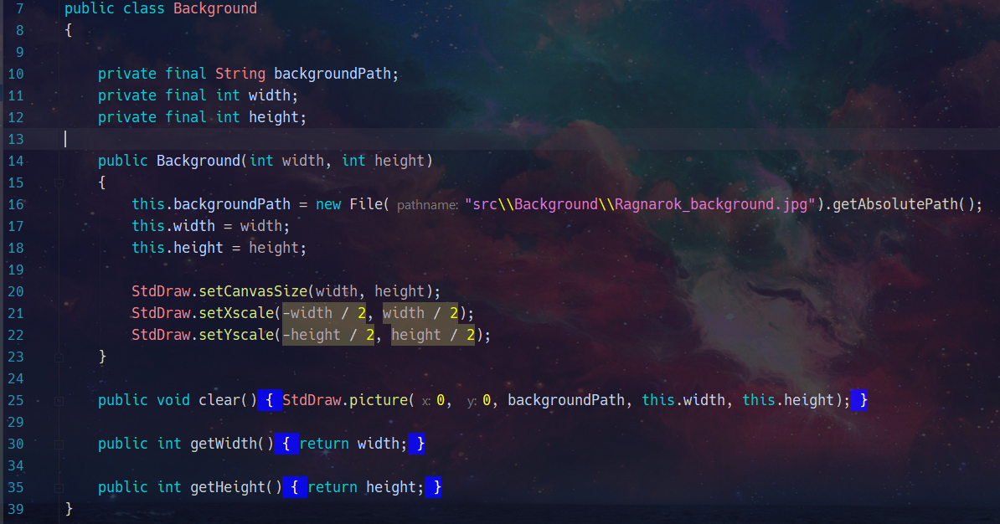 7 public class Background
8 {
9
10 private final String backgroundPath;
11 private final int width;
12 private final int height;
13
14 public Background(int width, int height)
15 {
16 this.backgroundPath = new File( pathname: "src\\Background\\Ragnarok_background.jpg").getAbsolutePath();
17 this.width = width;
18 this.height = height;
19
20 StdDraw.setCanvasSize(width, height);
21 StdDraw.setXscale(-width / 2, width / 2);
22 StdDraw.setYscale(-height / 2, height / 2);
23 }
24
25 public void clear() { StdDraw.picture( x: 0, y: 0, backgroundPath, this.width, this.height); }
29
30 public int getWidth() { return width; }
34
35 public int getHeight() { return height; }
39 }